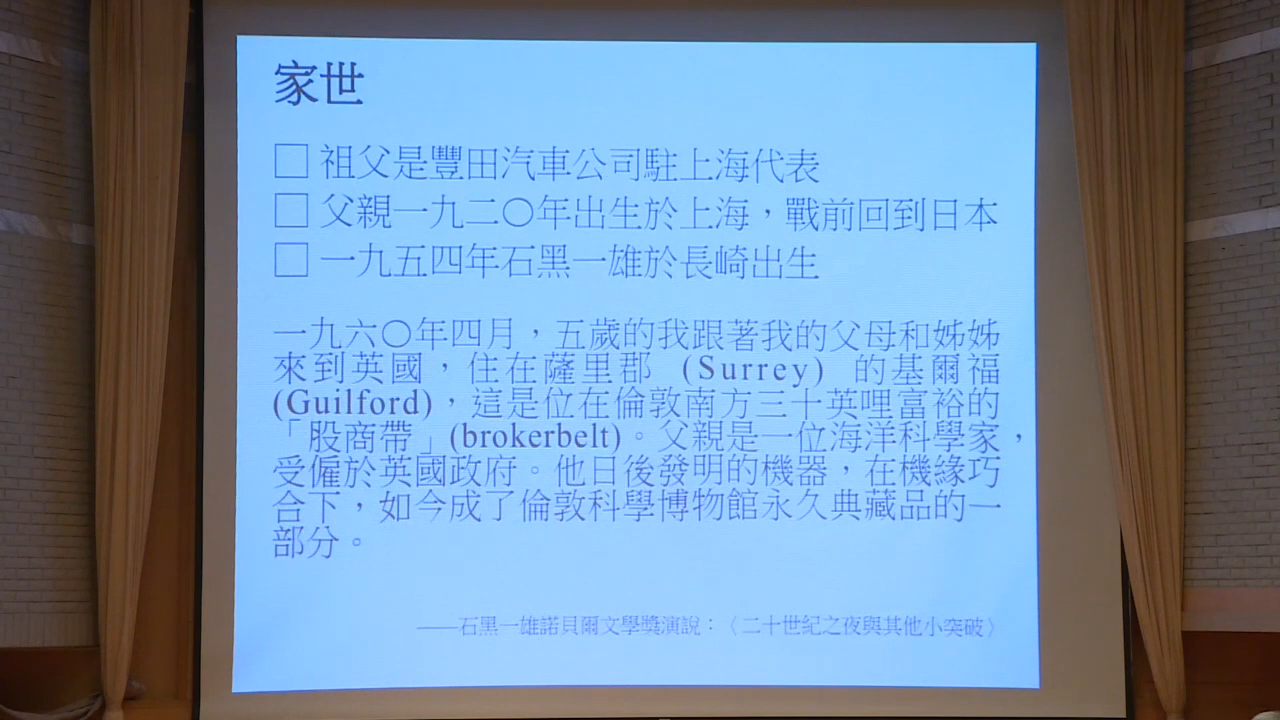 家世
□ 祖父是豐田汽車公司駐上海代表
□ 父親一九二〇年出生於上海，戰前回到日本
□ 一九五四年石黑一雄於長崎出生
一九六〇年四月，五歲的我跟著我的父母和姊姊
來到英國，住在薩里郡 (Surrey) 的基爾福
(Guilford)，這是位在倫敦南方三十英哩富裕的
「股商帶」(brokerbelt)。父親是一位海洋科學家，
受僱於英國政府。他日後發明的機器，在機緣巧
合下，如今成了倫敦科學博物館永久典藏品的一
部分。
——石黑一雄諾貝爾文學獎演說：〈二十世紀之夜與其他小突破〉